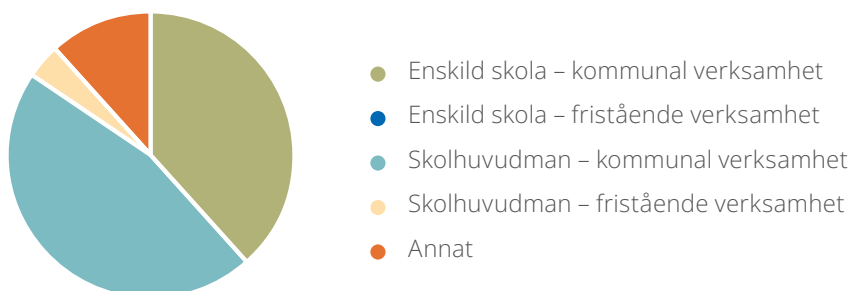 Enskild skola – kommunal verksamhet
Enskild skola – fristående verksamhet
Skolhuvudman – kommunal verksamhet
Skolhuvudman – fristående verksamhet
Annat